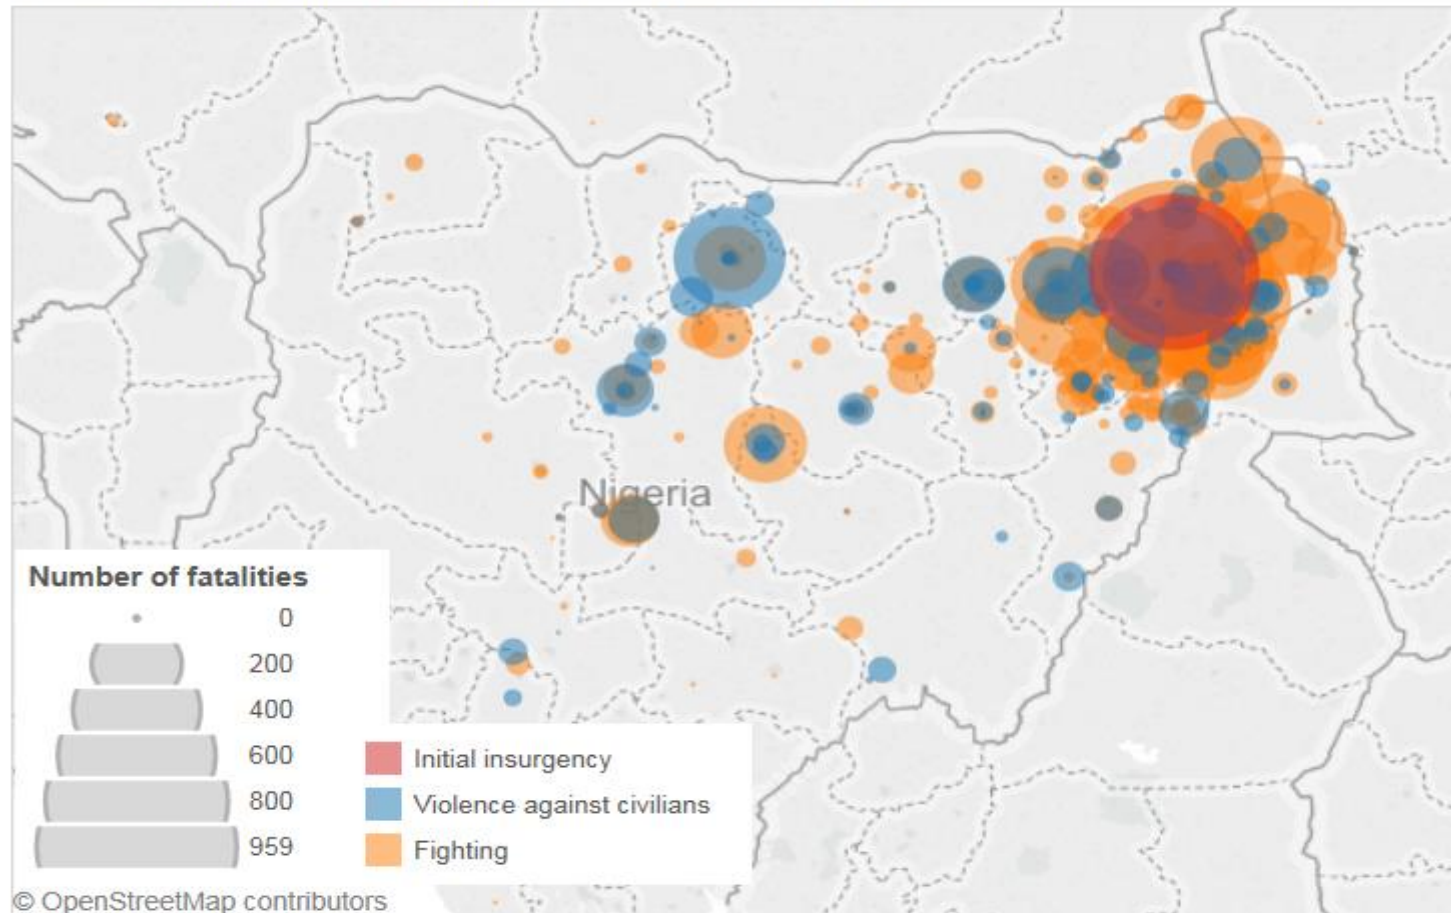 Nigeria
Number of fatalities
0
200
400
600
800
959
Initial insurgency
Violence against civilians
Fighting
© OpenStreetMap contributors